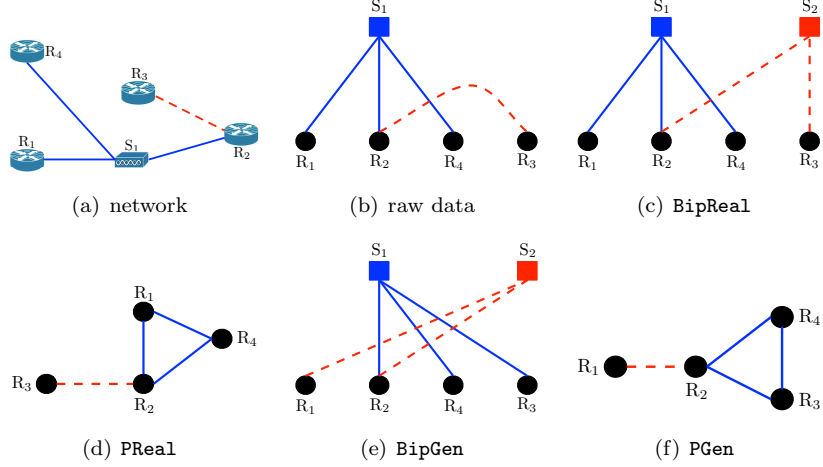 S₁
S₁
S₂
R₄
R₃
R₁
S₁
R₂
R₁
R₂
R₄
R₃
R₁
R₂
R₄
R₃
(a) network
(b) raw data
(c) BipReal
S₁
S₂
R₁
R₄
R₃
R₂
R₁
R₂
R₄
R₃
R₄
R₁
R₂
R₃
(d) PReal
(e) BipGen
(f) PGen